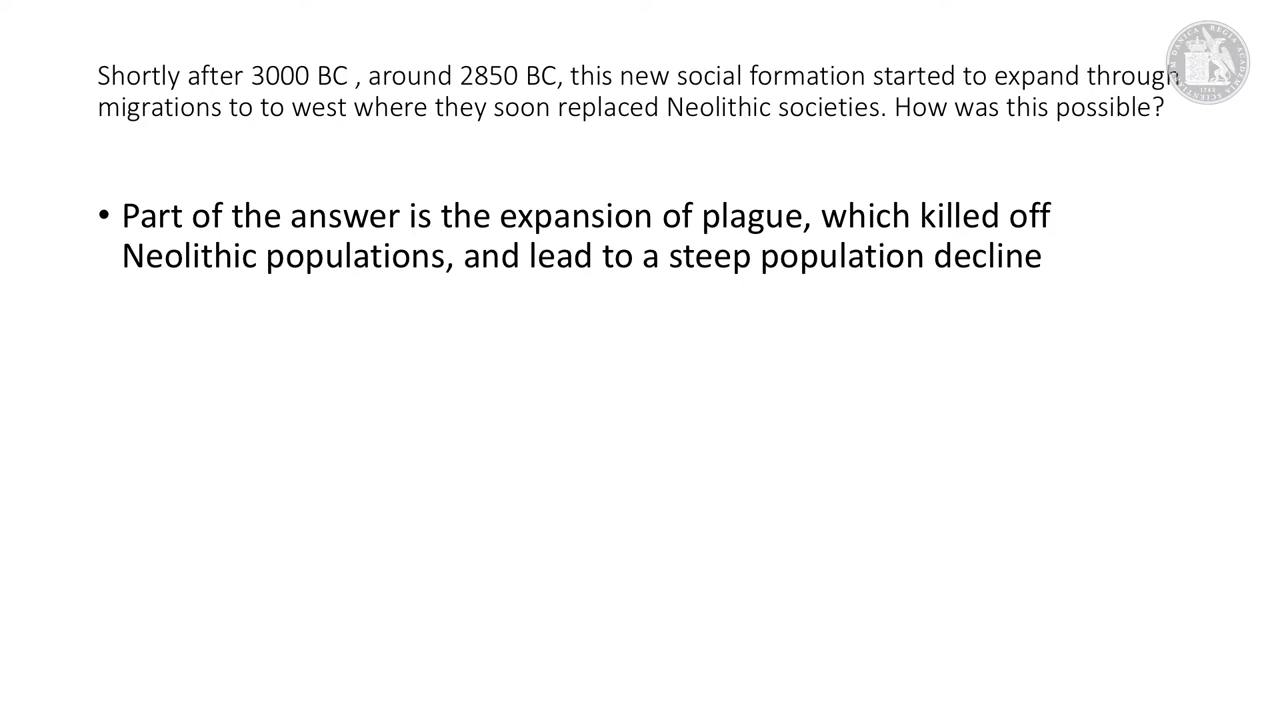 Shortly after 3000 BC , around 2850 BC, this new social formation started to expand through
migrations to to west where they soon replaced Neolithic societies. How was this possible?
• Part of the answer is the expansion of plague, which killed off
Neolithic populations, and lead to a steep population decline